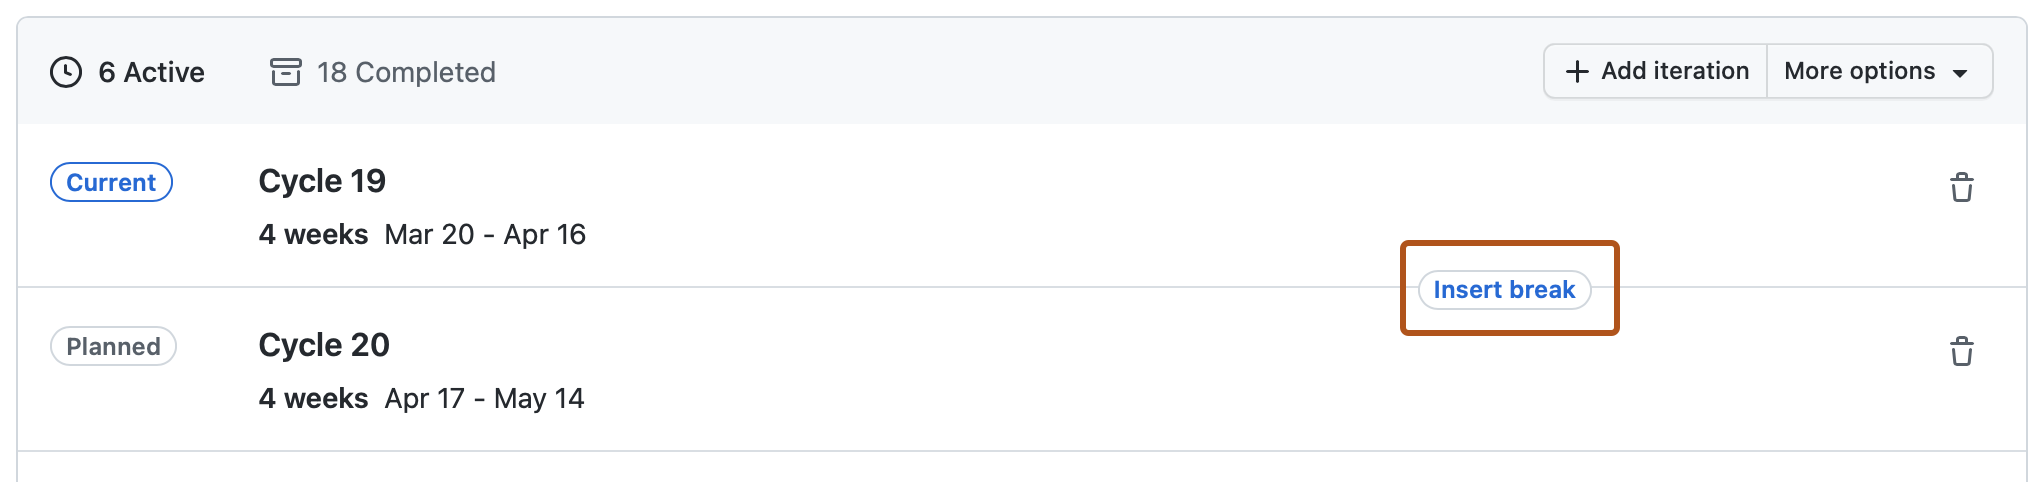 6 Active 18 Completed Add iteration More options
Current Cycle 19
4 weeks Mar 20 - Apr 16
Insert break
Planned Cycle 20
4 weeks Apr 17 - May 14